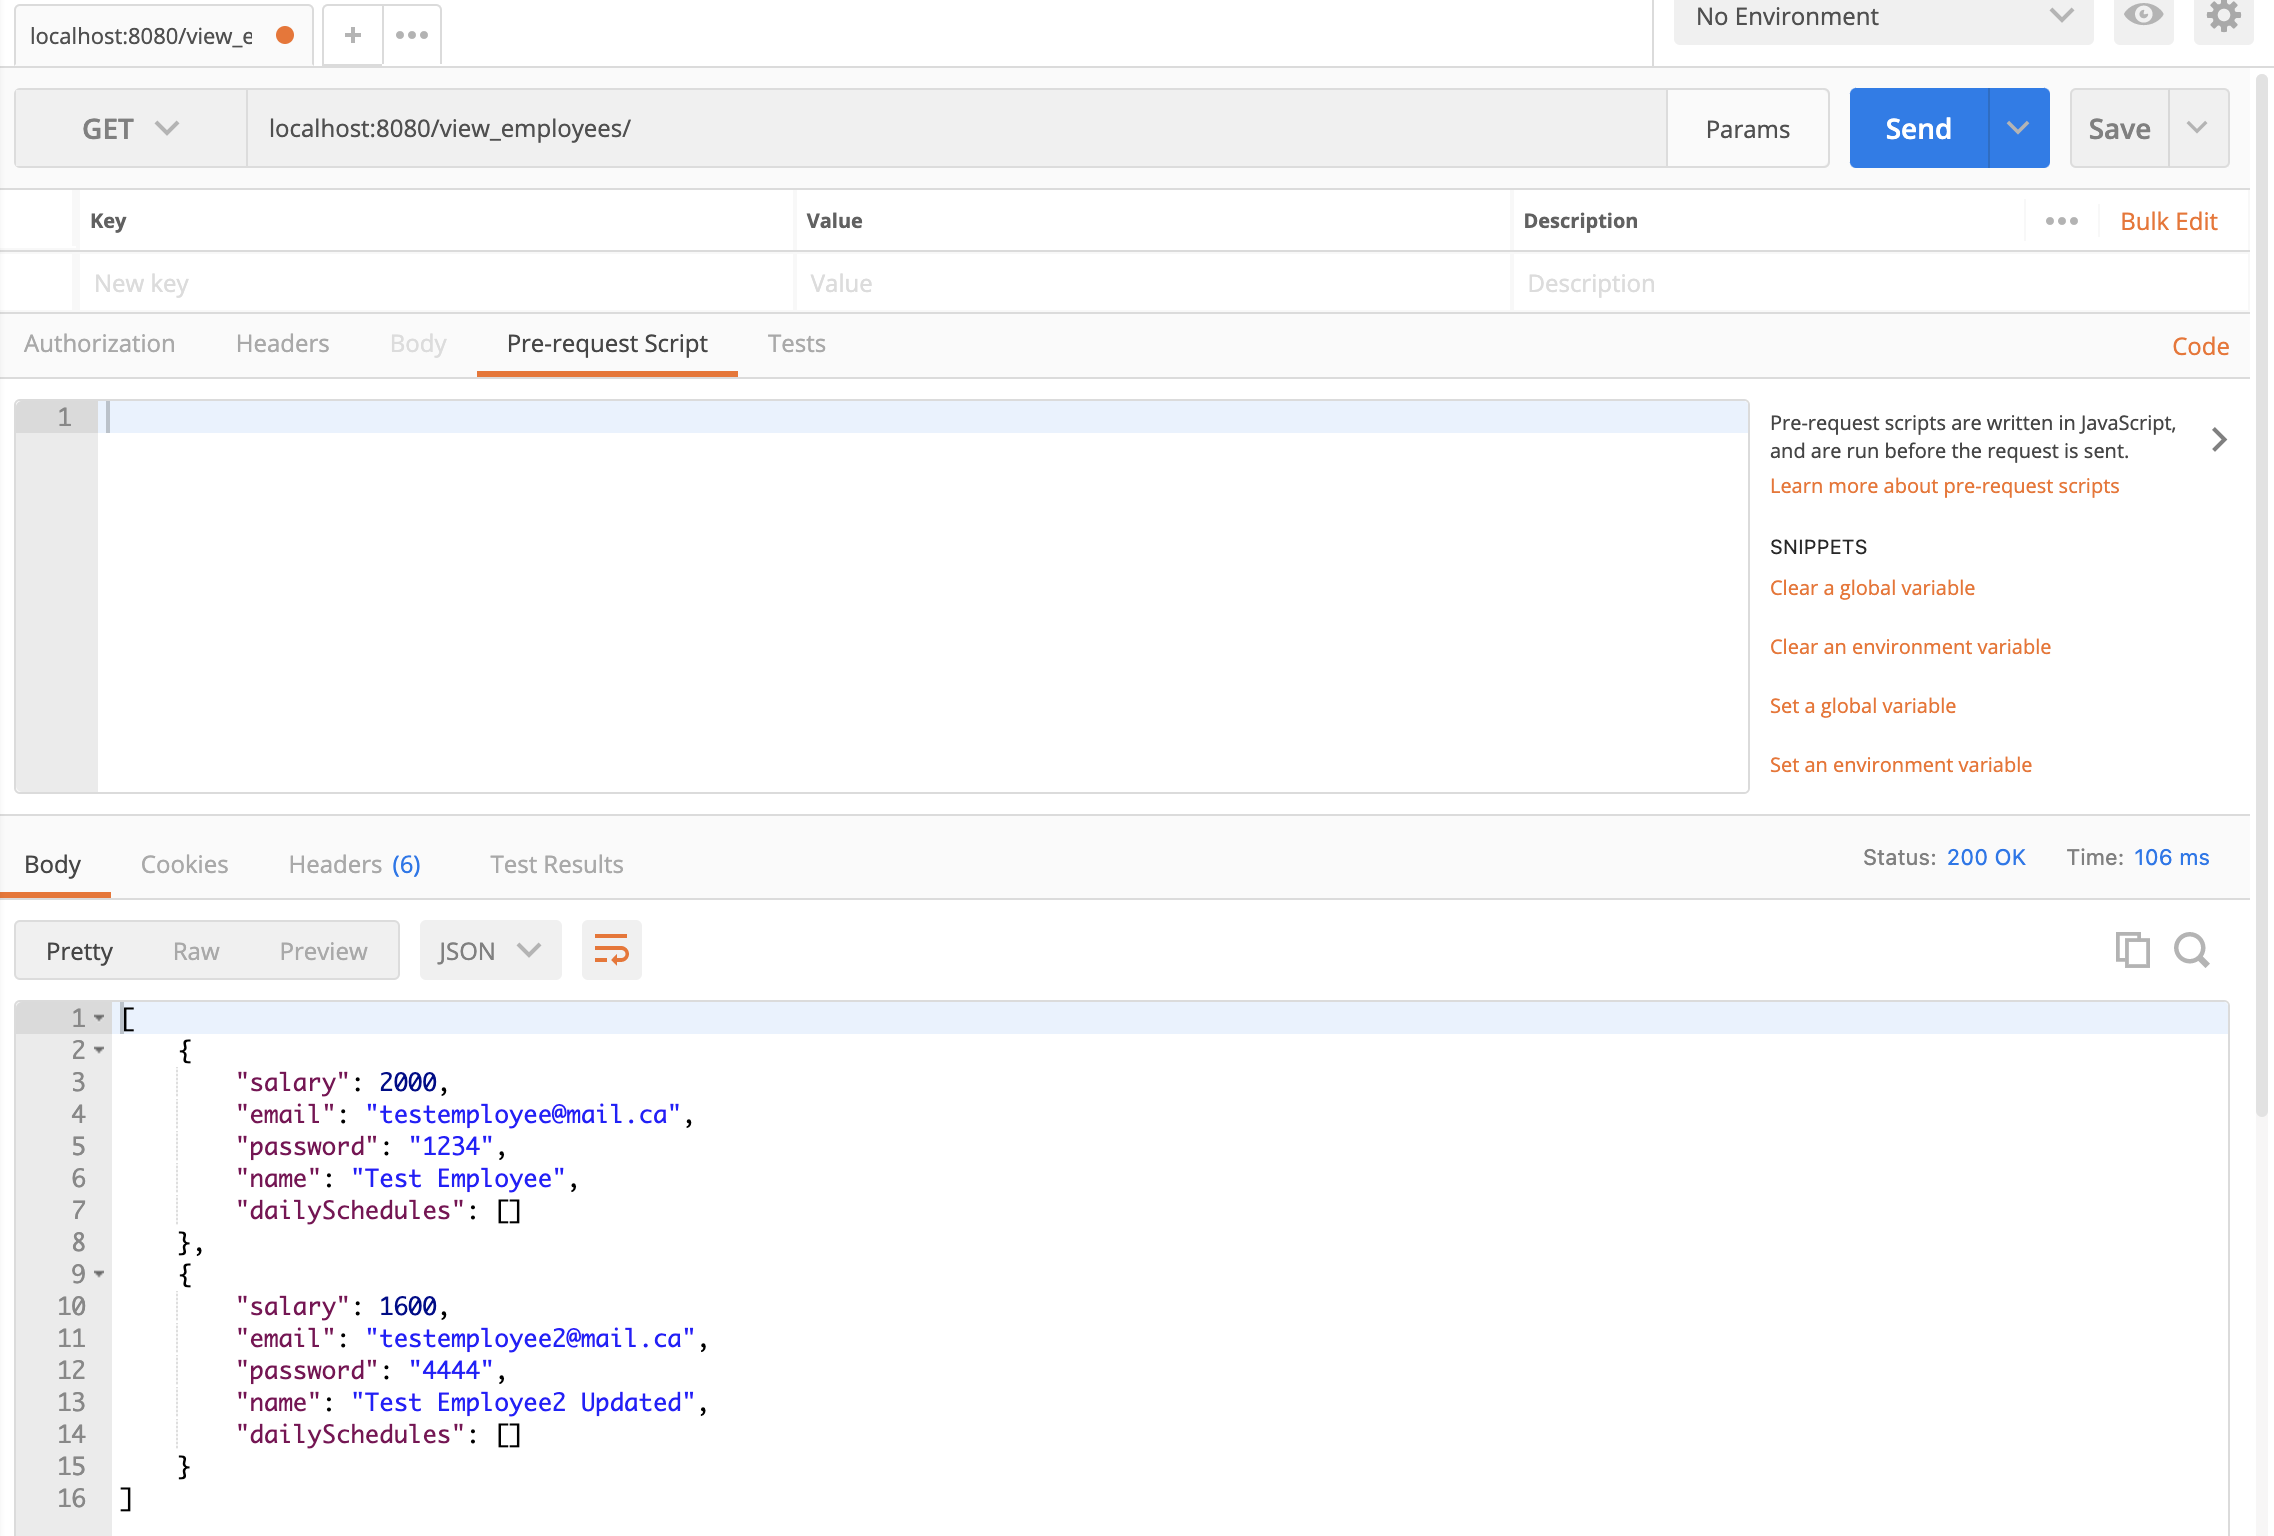 localhost:8080/view_e
No Environment
GET localhost:8080/view_employees/ Params Send Save
Key Value Description Bulk Edit
New key Value Description
Authorization Headers Body Pre-request Script Tests Code
1
Pre-request scripts are written in JavaScript,
and are run before the request is sent.
Learn more about pre-request scripts
SNIPPETS
Clear a global variable
Clear an environment variable
Set a global variable
Set an environment variable
Body Cookies Headers (6) Test Results Status: 200 OK Time: 106 ms
Pretty Raw Preview JSON
1 [
2 {
3 "salary": 2000,
4 "email": "testemployee@mail.ca",
5 "password": "1234",
6 "name": "Test Employee",
7 "dailySchedules": []
8 },
9 {
10 "salary": 1600,
11 "email": "testemployee2@mail.ca",
12 "password": "4444",
13 "name": "Test Employee2 Updated",
14 "dailySchedules": []
15 }
16 ]